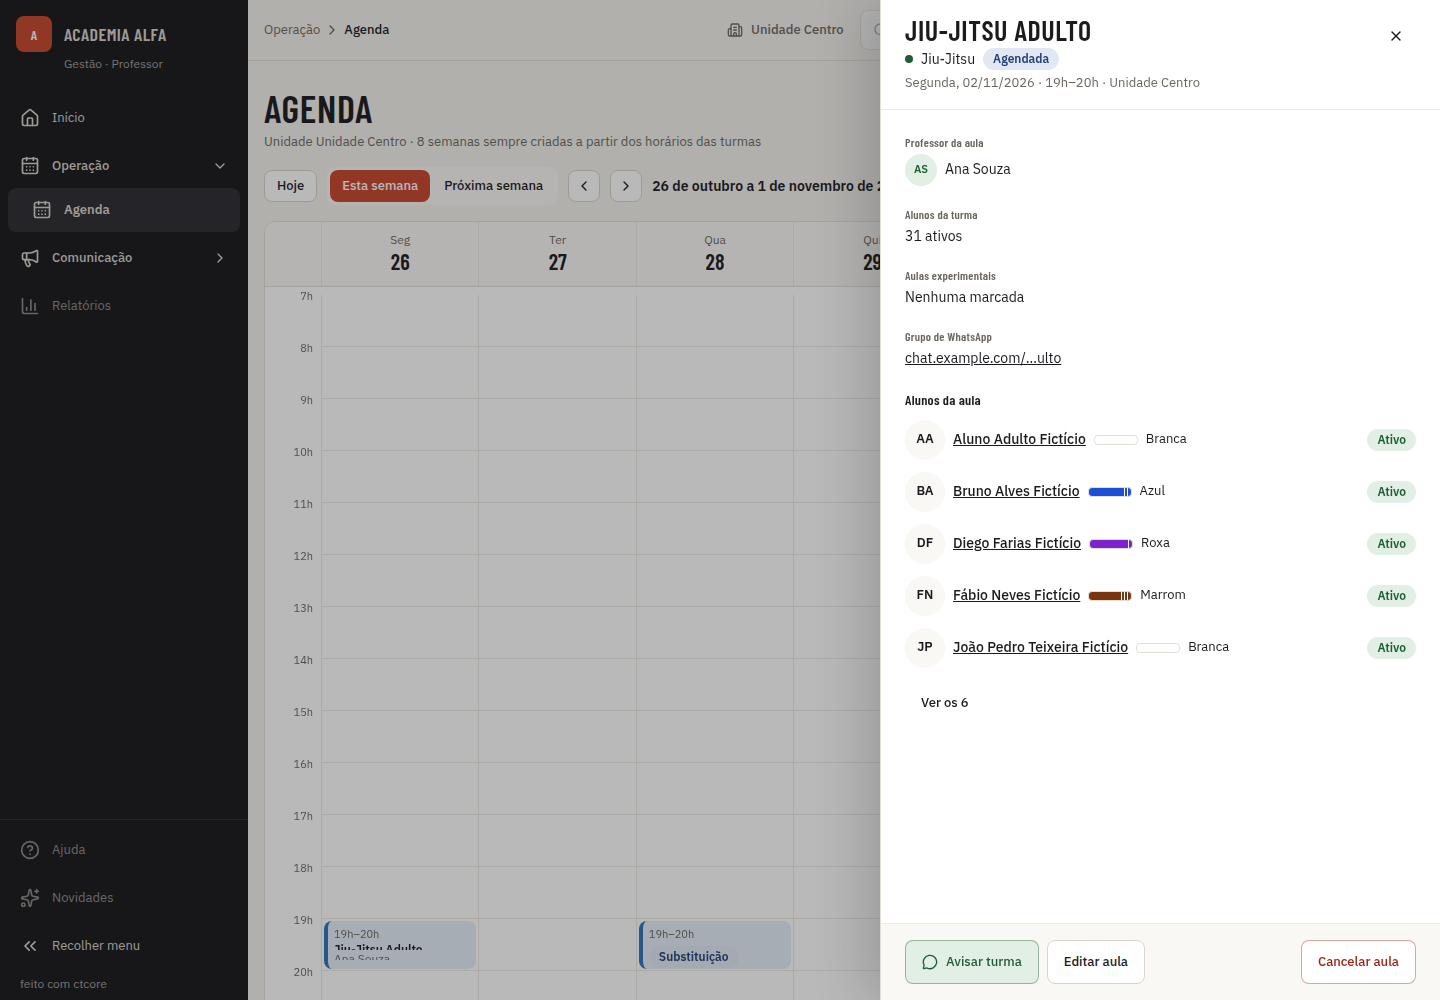 A
ACADEMIA ALFA
Gestão · Professor
Início
Operação
Agenda
Comunicação
Relatórios
Ajuda
Novidades
Recolher menu
feito com ctcore
Operação
Agenda
Unidade Centro
AGENDA
Unidade Unidade Centro · 8 semanas sempre criadas a partir dos horários das turmas
Hoje
Esta semana
Próxima semana
26 de outubro a 1 de novembro de
Seg
26
Ter
27
Qua
28
Qu
29
7h
8h
9h
10h
11h
12h
13h
14h
15h
16h
17h
18h
19h
20h
19h–20h
Jiu-Jitsu Adulto
Ana Souza
19h–20h
Substituição
JIU-JITSU ADULTO
Jiu-Jitsu
Agendada
Segunda, 02/11/2026 · 19h–20h · Unidade Centro
Professor da aula
AS
Ana Souza
Alunos da turma
31 ativos
Aulas experimentais
Nenhuma marcada
Grupo de WhatsApp
chat.example.com/…ulto
Alunos da aula
AA Aluno Adulto Fictício Branca Ativo
BA Bruno Alves Fictício Azul Ativo
DF Diego Farias Fictício Roxa Ativo
FN Fábio Neves Fictício Marrom Ativo
JP João Pedro Teixeira Fictício Branca Ativo
Ver os 6
Avisar turma
Editar aula
Cancelar aula